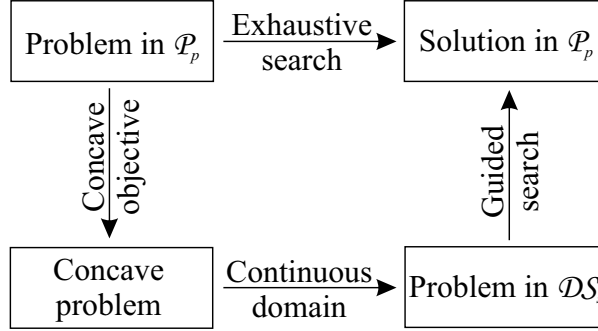 Problem in 𝒫ₚ
Exhaustive
search
Solution in 𝒫ₚ
Concave
objective
Guided
search
Concave
problem
Continuous
domain
Problem in 𝒟𝒮